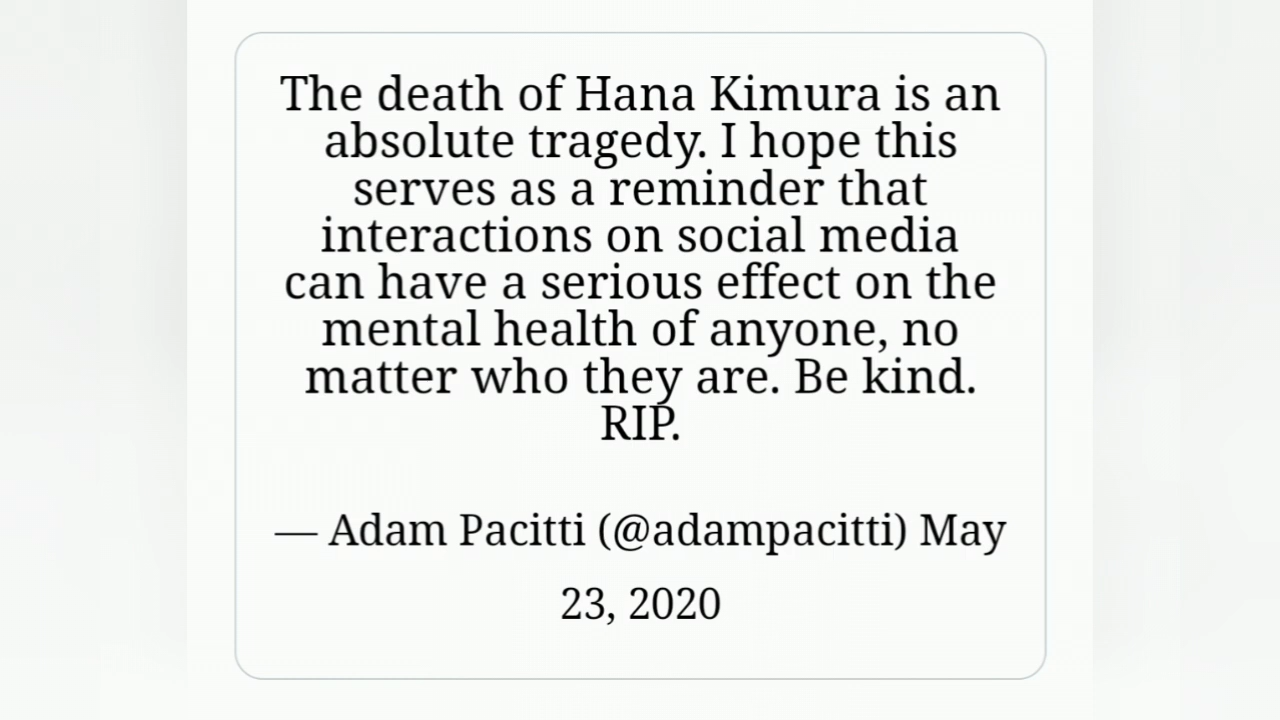 The death of Hana Kimura is an
absolute tragedy. I hope this
serves as a reminder that
interactions on social media
can have a serious effect on the
mental health of anyone, no
matter who they are. Be kind.
RIP.
— Adam Pacitti (@adampacitti) May
23, 2020